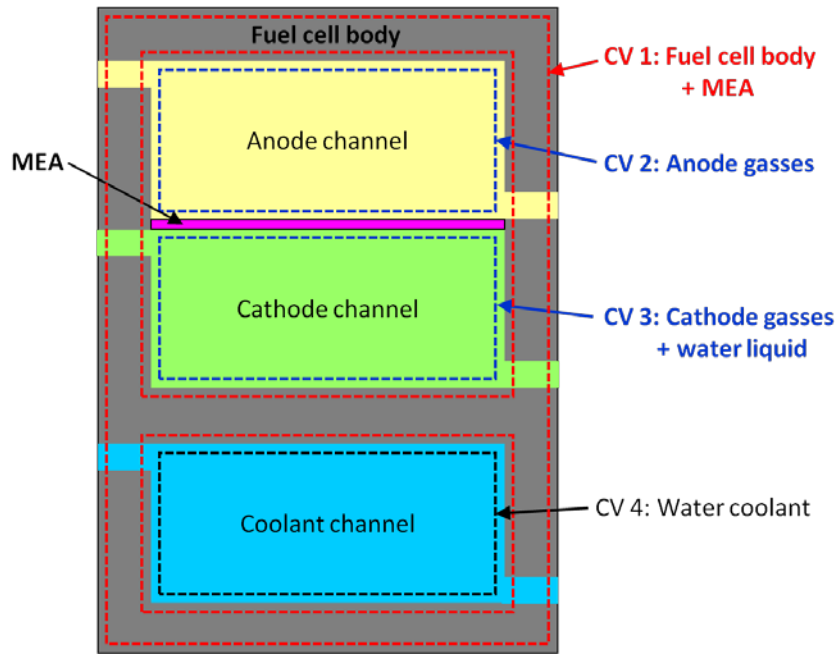 Fuel cell body
CV 1: Fuel cell body
+ MEA
Anode channel
MEA
CV 2: Anode gasses
Cathode channel
CV 3: Cathode gasses
+ water liquid
Coolant channel
CV 4: Water coolant